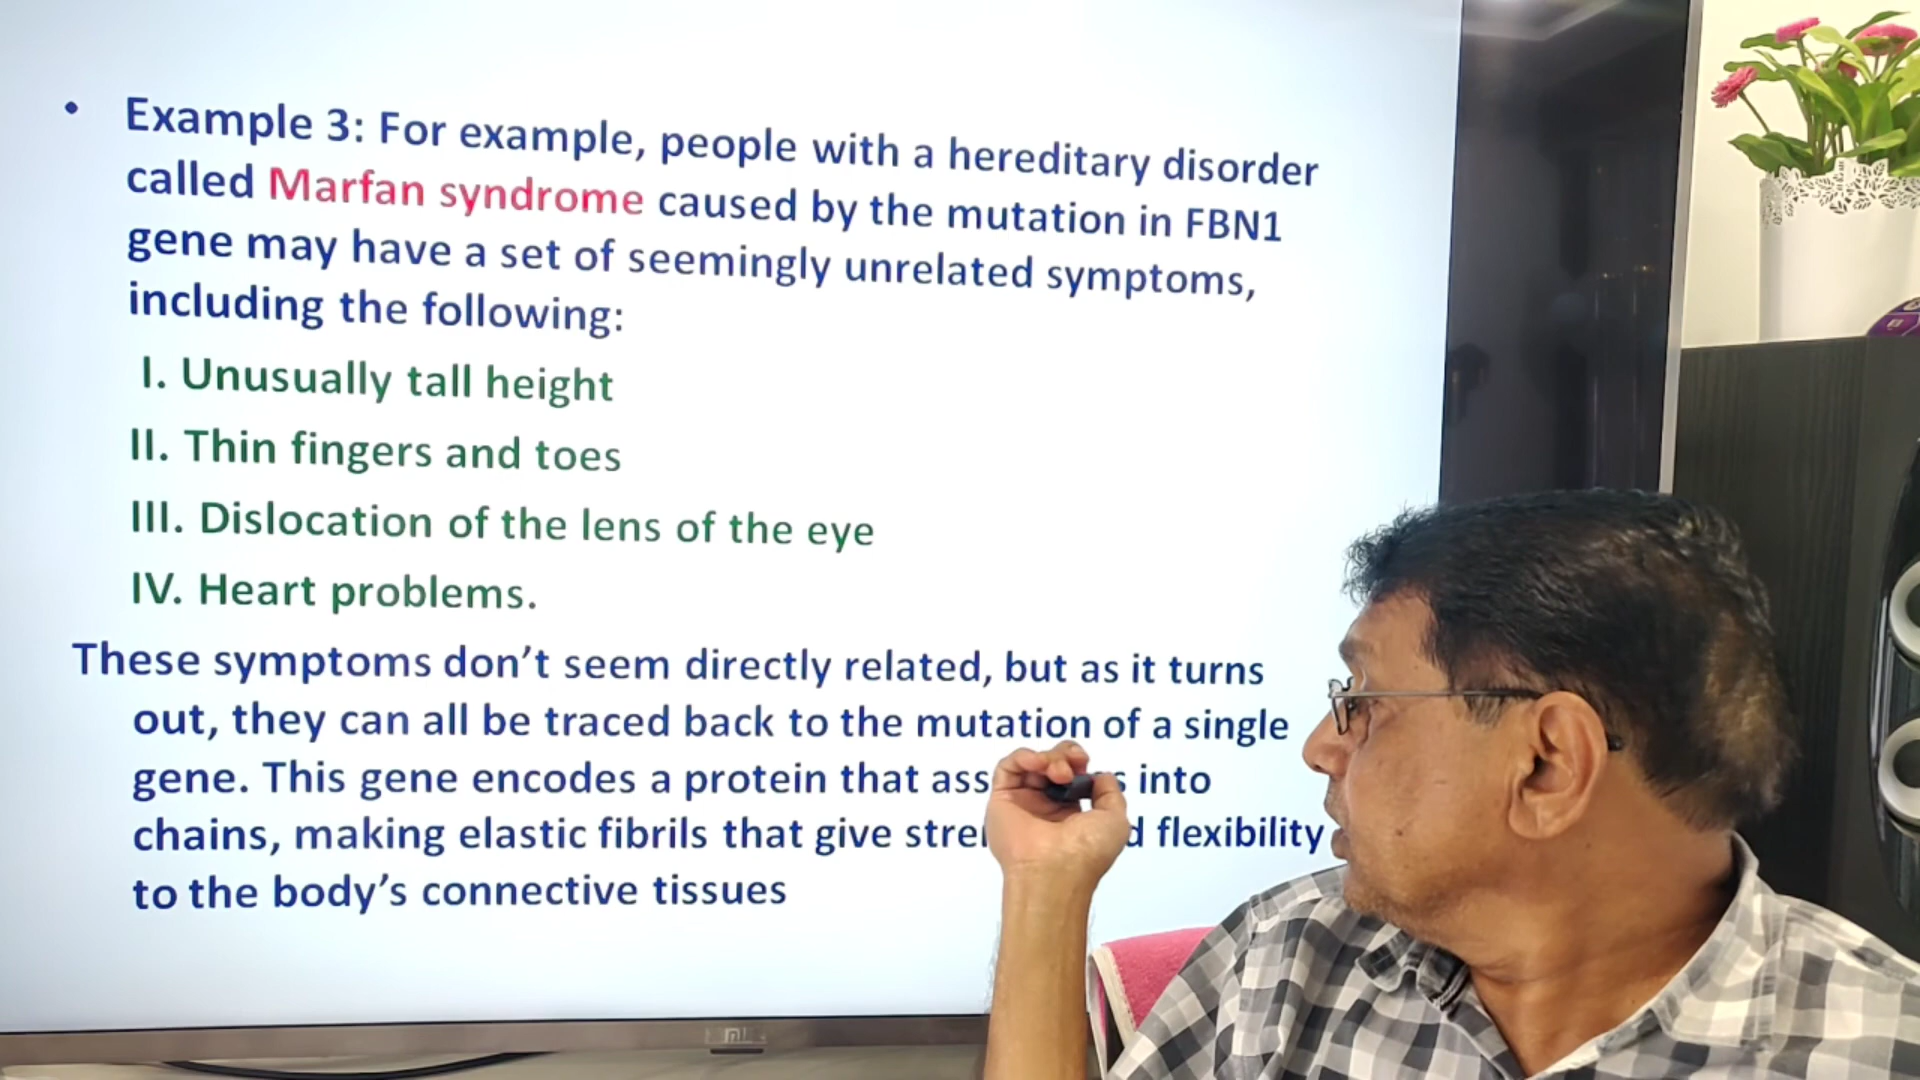 • Example 3: For example, people with a hereditary disorder
called Marfan syndrome caused by the mutation in FBN1
gene may have a set of seemingly unrelated symptoms,
including the following:
I. Unusually tall height
II. Thin fingers and toes
III. Dislocation of the lens of the eye
IV. Heart problems.
These symptoms don’t seem directly related, but as it turns
out, they can all be traced back to the mutation of a single
gene. This gene encodes a protein that into
chains, making elastic fibrils that give flexibility
to the body’s connective tissues